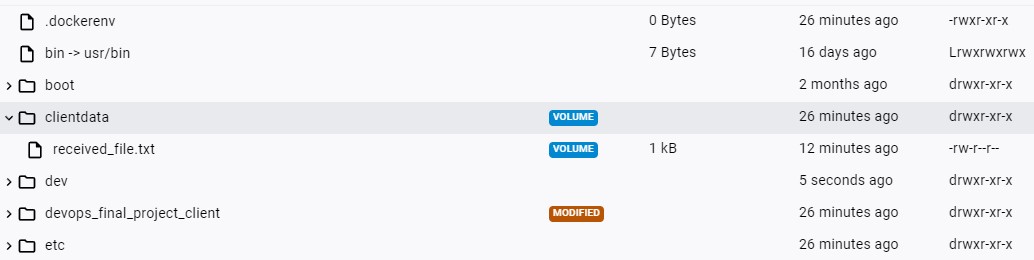 .dockerenv 0 Bytes 26 minutes ago -rwxr-xr-x
bin -> usr/bin 7 Bytes 16 days ago Lrwxrwxrwx
boot 2 months ago drwxr-xr-x
clientdata VOLUME 26 minutes ago drwxr-xr-x
received_file.txt VOLUME 1 kB 12 minutes ago -rw-r--r--
dev 5 seconds ago drwxr-xr-x
devops_final_project_client MODIFIED 26 minutes ago drwxr-xr-x
etc 26 minutes ago drwxr-xr-x